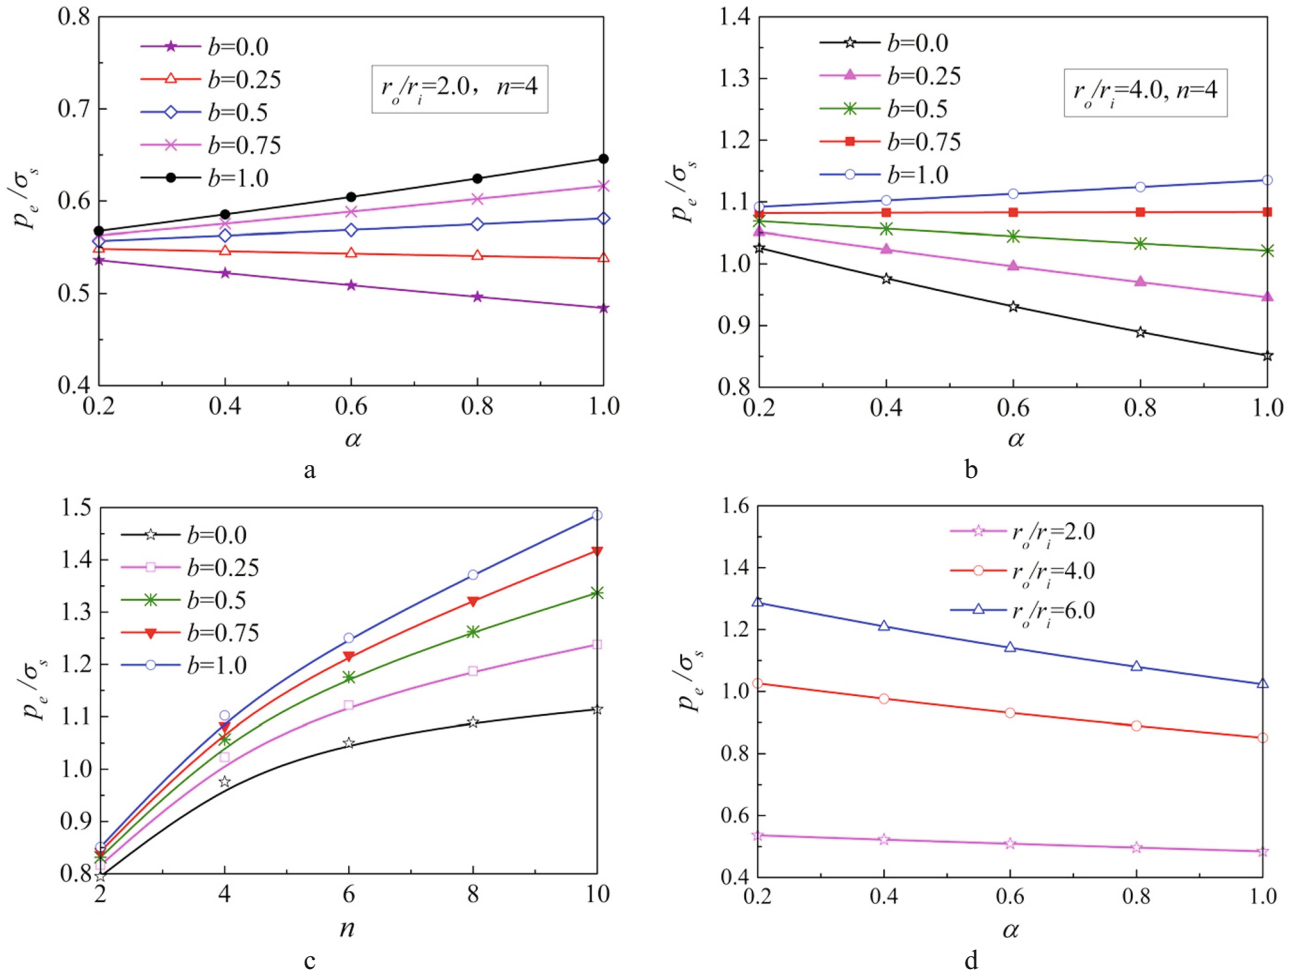 0.8
0.7
0.6
0.5
0.4
p_e/σ_s
b=0.0
b=0.25
b=0.5
b=0.75
b=1.0
r_o/r_i=2.0, n=4
0.2 0.4 0.6 0.8 1.0
α
a
1.4
1.3
1.2
1.1
1.0
0.9
0.8
p_e/σ_s
b=0.0
b=0.25
b=0.5
b=0.75
b=1.0
r_o/r_i=4.0, n=4
0.2 0.4 0.6 0.8 1.0
α
b
1.5
1.4
1.3
1.2
1.1
1.0
0.9
0.8
p_e/σ_s
b=0.0
b=0.25
b=0.5
b=0.75
b=1.0
2 4 6 8 10
n
c
1.6
1.4
1.2
1.0
0.8
0.6
0.4
p_e/σ_s
r_o/r_i=2.0
r_o/r_i=4.0
r_o/r_i=6.0
0.2 0.4 0.6 0.8 1.0
α
d